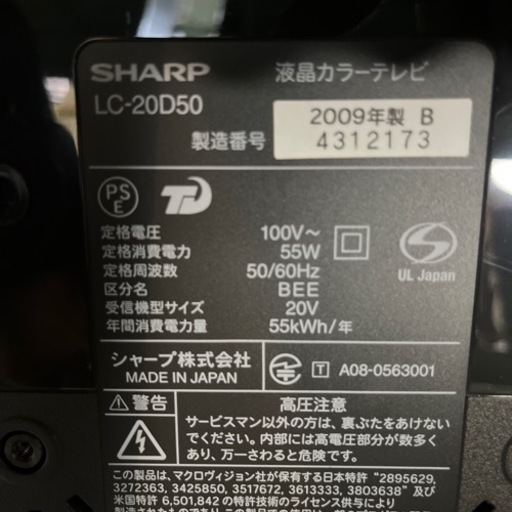 SHARP 液晶カラーテレビ
LC-20D50
2009年製 B
製造番号 4312173
PS
E
定格電圧 100V～
定格消費電力 55W
定格周波数 50/60Hz
区分名 BEE
受信機型サイズ 20V
年間消費電力量 55kWh/年
UL Japan
シャープ株式会社
MADE IN JAPAN
T A08-0563001
警告 高圧注意
サービスマン以外の方は、裏ぶたをあけない
でください。内部には高電圧部分が数多く
あり、万一さわると危険です。
この製品は、マクロヴィジョン社が保有する日本特許 "2895629,
3272363, 3425850, 3517672, 3613333, 3803638" 及び
米国特許 6,501,842 の特許ライセンス供与により